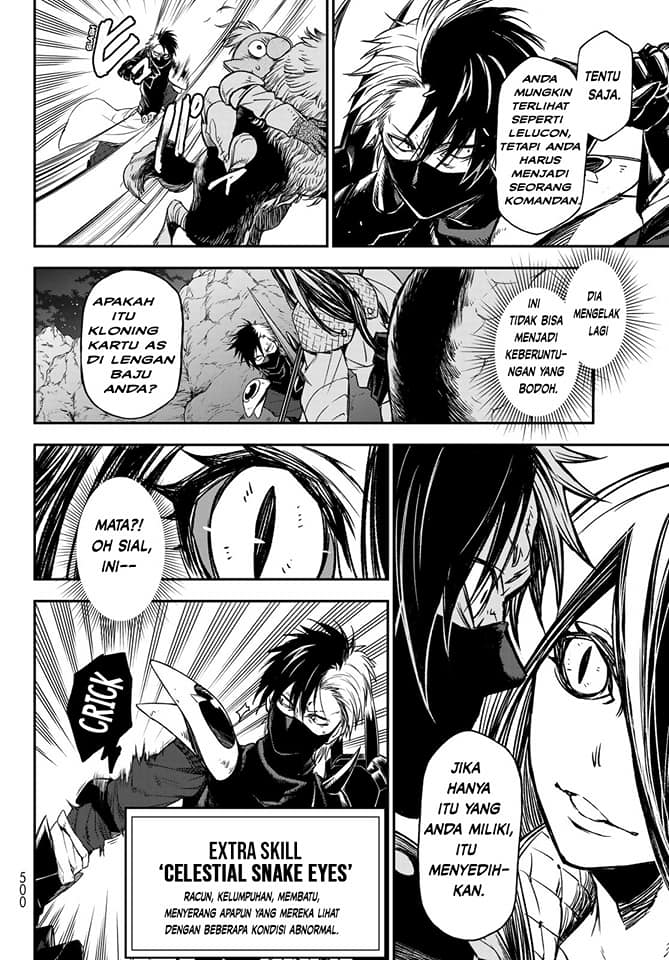 TENTU
SAJA.
ANDA
MUNGKIN
TERLIHAT
SEPERTI
LELUCON,
TETAPI ANDA
HARUS
MENJADI
SEORANG
KOMANDAN.
SLASH
DIA
MENGELAK
LAGI
INI
TIDAK BISA
MENJADI
KEBERUNTU-
NGAN YANG
BODOH.
APAKAH
ITU
KLONING
KARTU AS
DI LENGAN
BAJU
ANDA?
MATA?!
OH SIAL,
INI--
JIKA
HANYA
ITU YANG
ANDA MILIKI,
ITU
MENYEDIH-
KAN.
CRICK
EXTRA SKILL
'CELESTIAL SNAKE EYES'
RACUN, KELUMPUHAN, MEMBATU,
MENYERANG APAPUN YANG MEREKA LIHAT
DENGAN BEBERAPA KONDISI ABNORMAL.
500